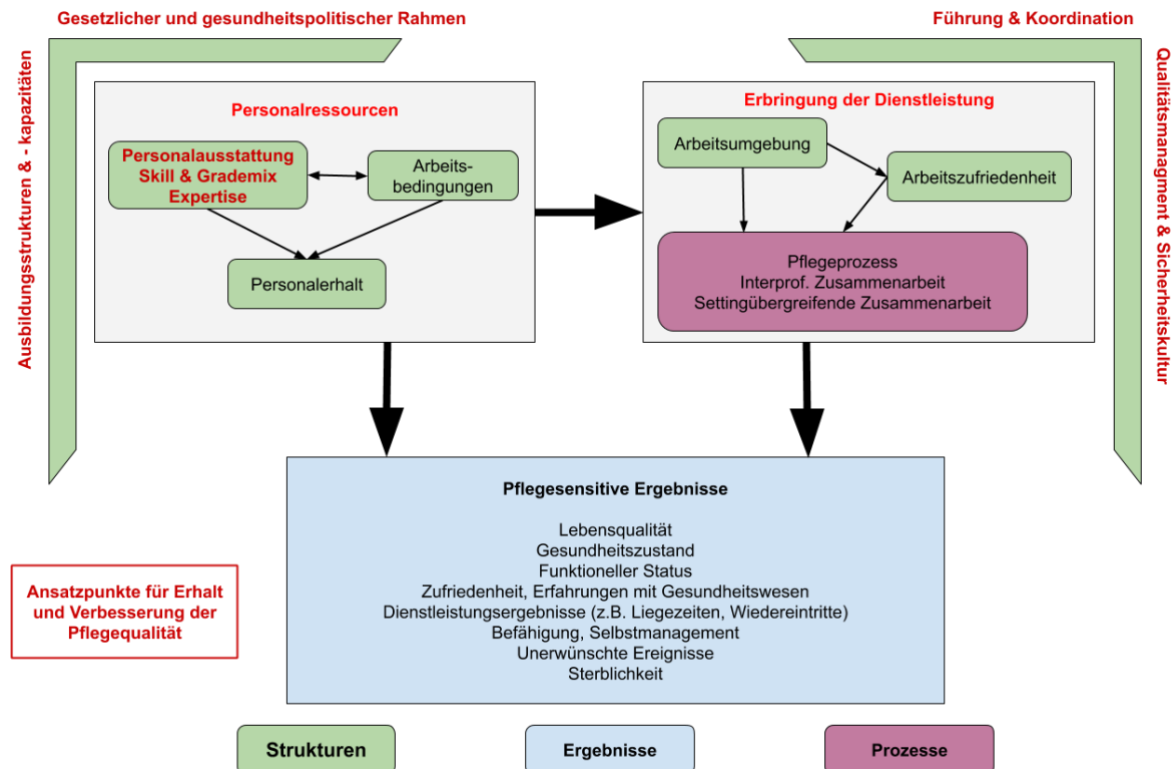 Gesetzlicher und gesundheitspolitischer Rahmen
Führung & Koordination
Ausbildungsstrukturen & - kapazitäten
Qualitätsmanagment & Sicherheitskultur
Personalressourcen
Personalausstattung
Skill & Grademix
Expertise
Arbeits-
bedingungen
Personalerhalt
Erbringung der Dienstleistung
Arbeitsumgebung
Arbeitszufriedenheit
Pflegeprozess
Interprof. Zusammenarbeit
Settingübergreifende Zusammenarbeit
Pflegesensitive Ergebnisse
Lebensqualität
Gesundheitszustand
Funktioneller Status
Zufriedenheit, Erfahrungen mit Gesundheitswesen
Dienstleistungsergebnisse (z.B. Liegezeiten, Wiedereintritte)
Befähigung, Selbstmanagement
Unerwünschte Ereignisse
Sterblichkeit
Ansatzpunkte für Erhalt
und Verbesserung der
Pflegequalität
Strukturen
Ergebnisse
Prozesse